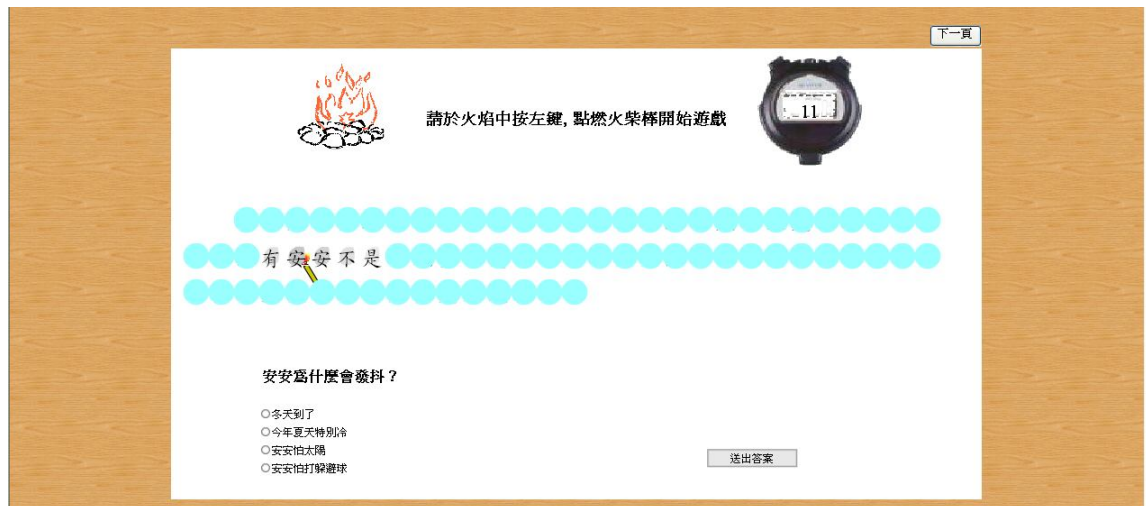 下一頁
請於火焰中按左鍵, 點燃火柴棒開始遊戲
11
有安安不是
安安為什麼會發抖？
冬天到了
今年夏天特別冷
安安怕太陽
安安怕打躲避球
送出答案